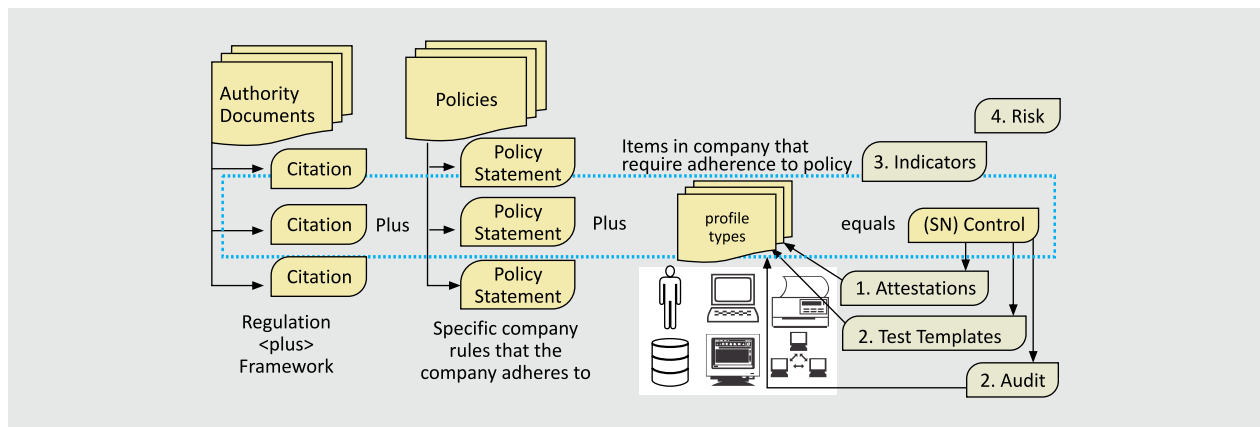 Authority
Documents
Policies
4. Risk
Items in company that
require adherence to policy
3. Indicators
Citation
Policy
Statement
Citation
Plus
Policy
Statement
Plus
profile
types
equals
(SN) Control
Citation
Policy
Statement
1. Attestations
Regulation
<plus>
Framework
Specific company
rules that the
company adheres to
2. Test Templates
2. Audit